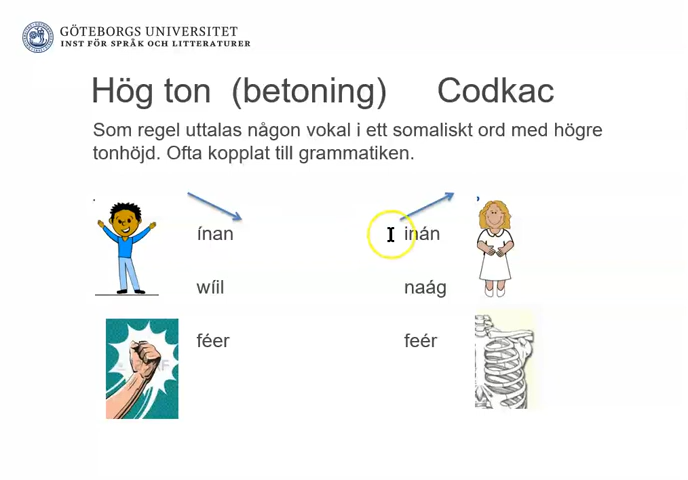 GÖTEBORGS UNIVERSITET
INST FÖR SPRÅK OCH LITTERATURER
Hög ton (betoning) Codkac
Som regel uttalas någon vokal i ett somaliskt ord med högre
tonhöjd. Ofta kopplat till grammatiken.
ínan inán
wíil naág
féer feér